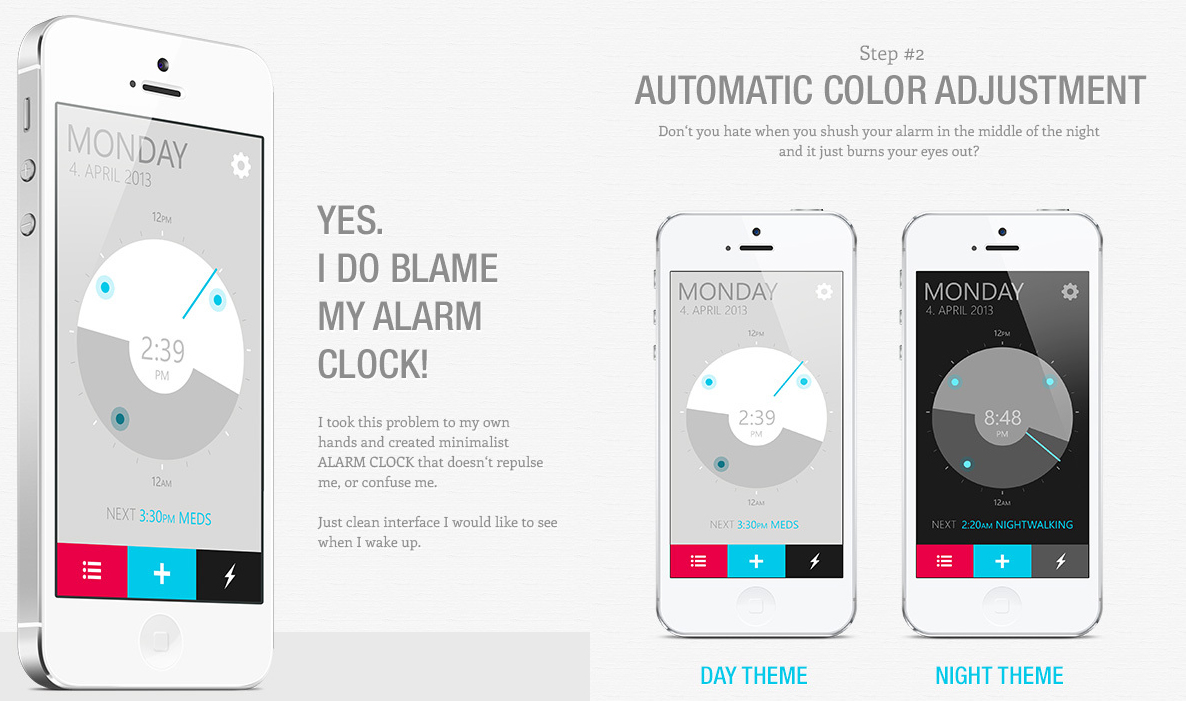 MONDAY
4. APRIL 2013
12PM
2:39
PM
12AM
NEXT 3:30PM MEDS
YES.
I DO BLAME
MY ALARM
CLOCK!
I took this problem to my own
hands and created minimalist
ALARM CLOCK that doesn't repulse
me, or confuse me.
Just clean interface I would like to see
when I wake up.
Step #2
AUTOMATIC COLOR ADJUSTMENT
Don't you hate when you shush your alarm in the middle of the night
and it just burns your eyes out?
MONDAY
4. APRIL 2013
12PM
2:39
PM
12AM
NEXT 3:30PM MEDS
DAY THEME
MONDAY
4. APRIL 2013
12PM
8:48
PM
12AM
NEXT 2:20AM NIGHTWALKING
NIGHT THEME